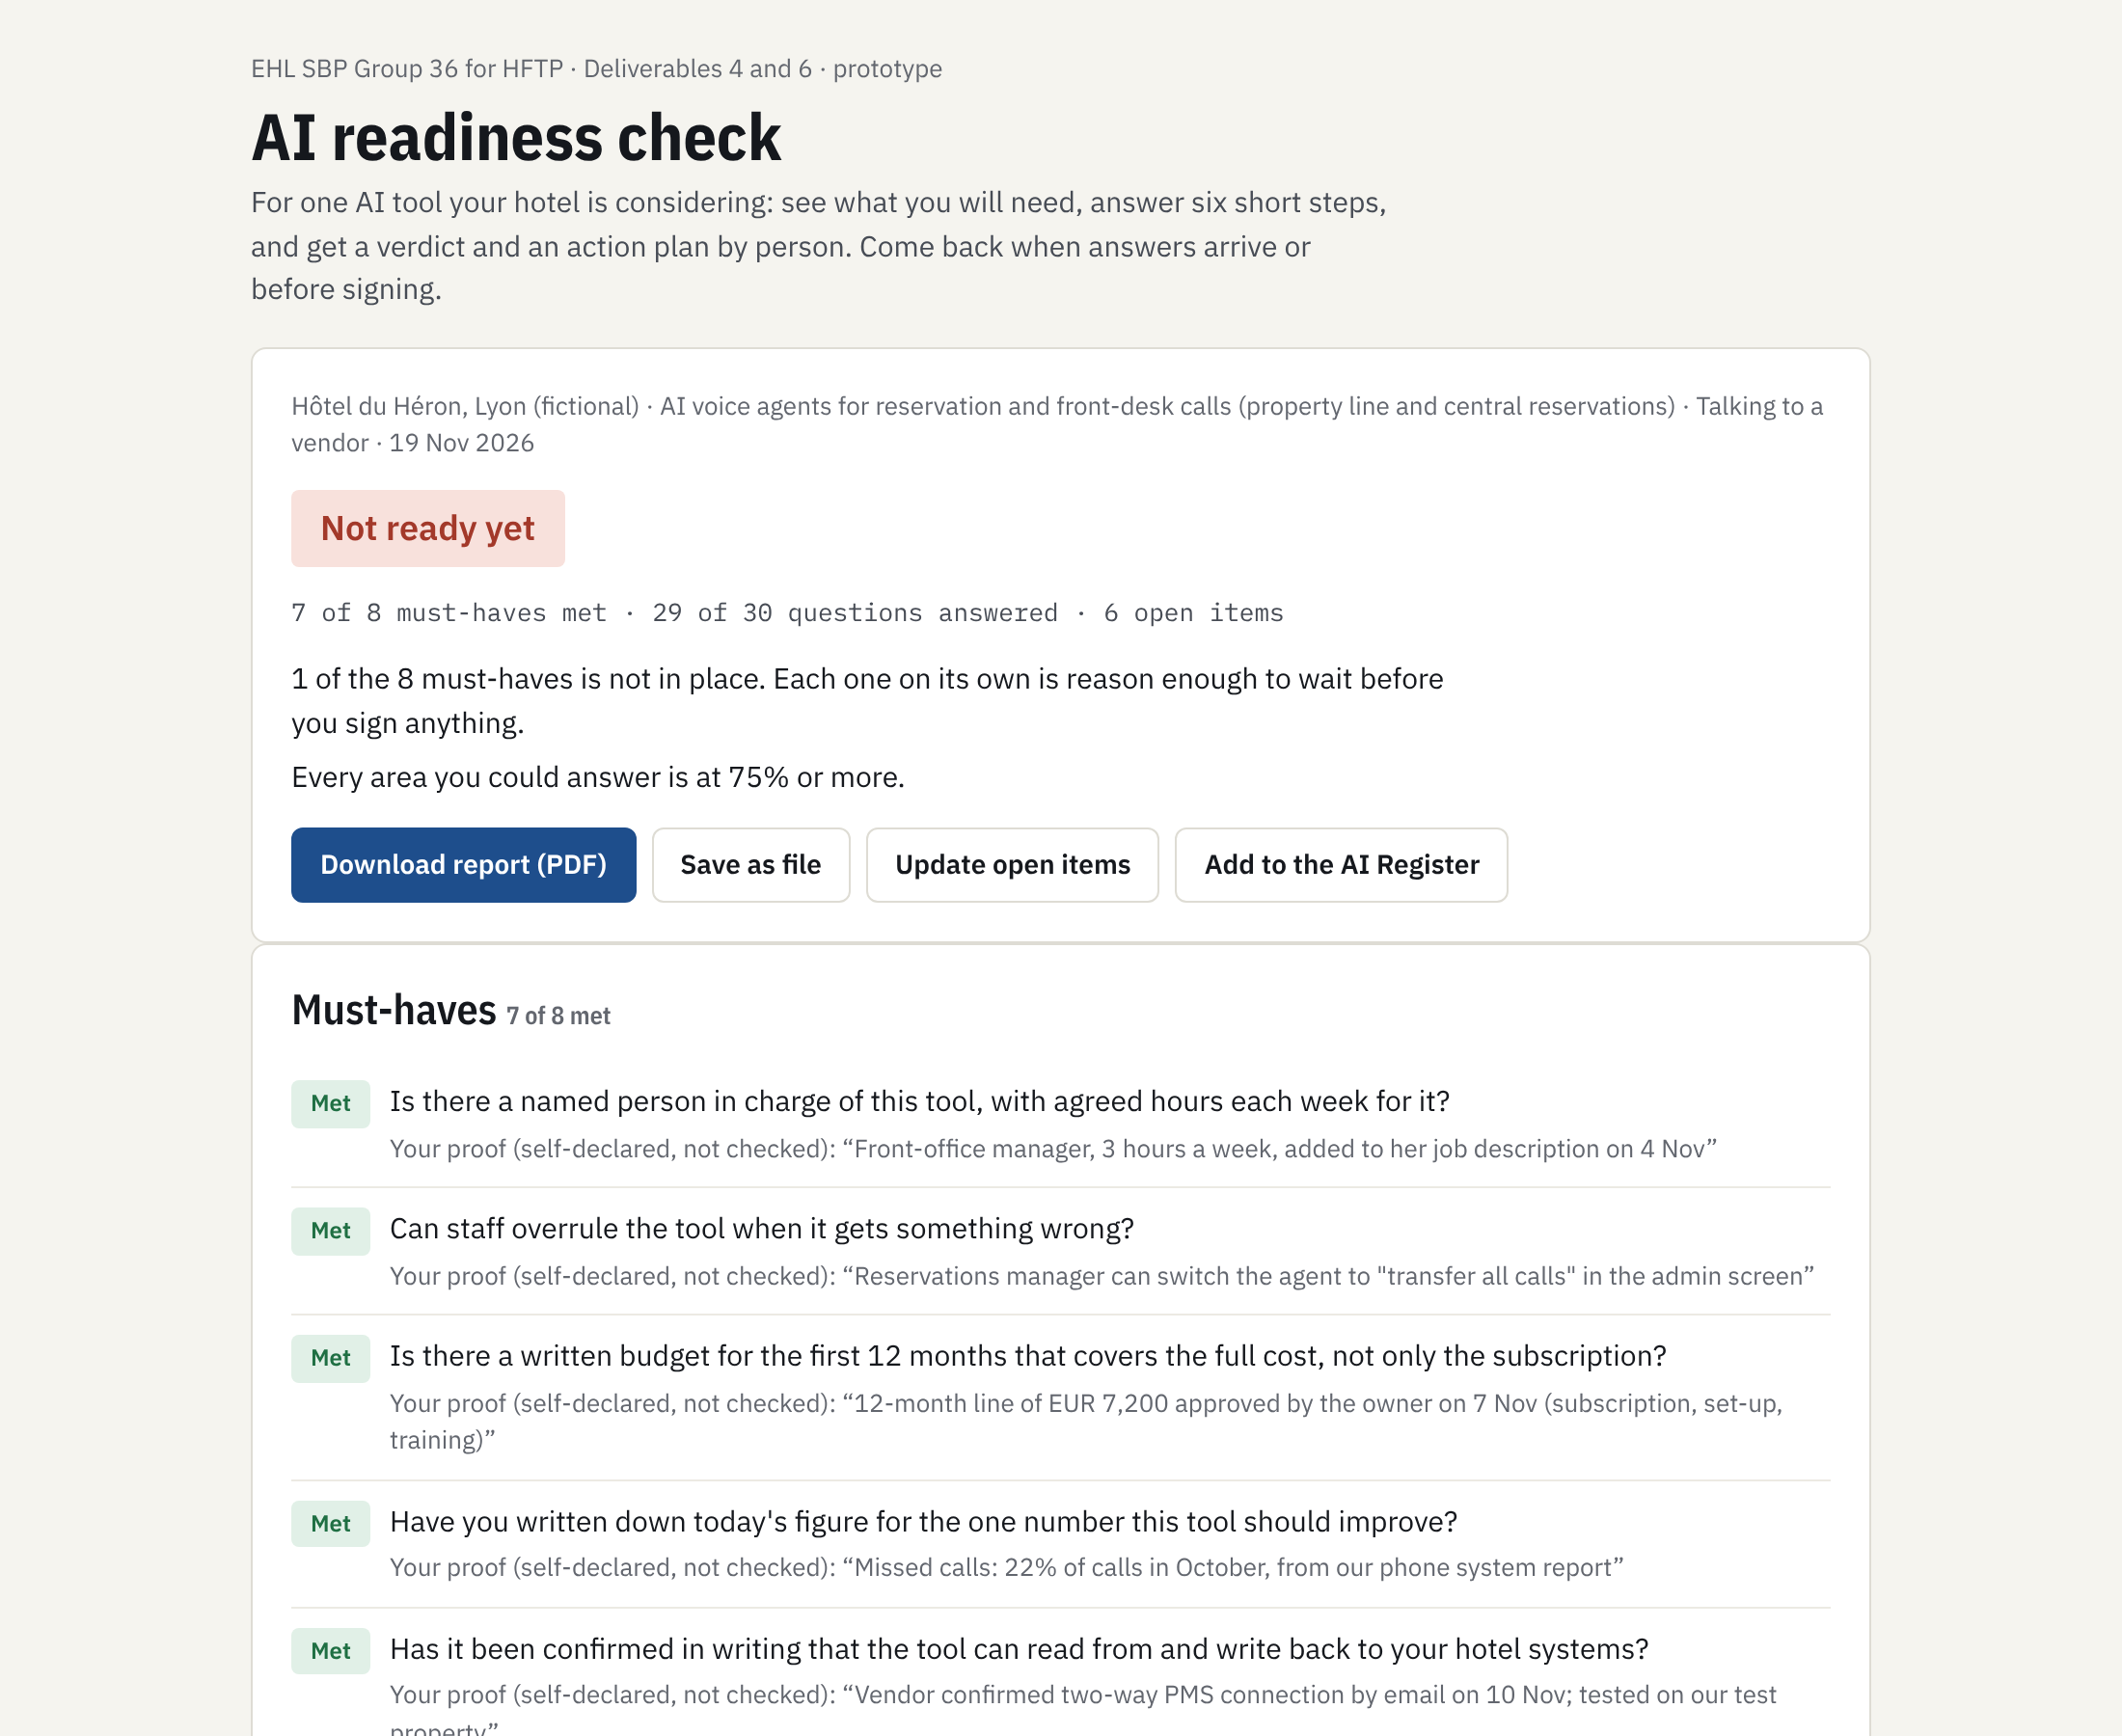 EHL SBP Group 36 for HFTP · Deliverables 4 and 6 · prototype
AI readiness check
For one AI tool your hotel is considering: see what you will need, answer six short steps,
and get a verdict and an action plan by person. Come back when answers arrive or
before signing.
Hôtel du Héron, Lyon (fictional) · AI voice agents for reservation and front-desk calls (property line and central reservations) · Talking to a
vendor · 19 Nov 2026
Not ready yet
7 of 8 must-haves met · 29 of 30 questions answered · 6 open items
1 of the 8 must-haves is not in place. Each one on its own is reason enough to wait before
you sign anything.
Every area you could answer is at 75% or more.
Download report (PDF)
Save as file
Update open items
Add to the AI Register
Must-haves 7 of 8 met
Met
Is there a named person in charge of this tool, with agreed hours each week for it?
Your proof (self-declared, not checked): “Front-office manager, 3 hours a week, added to her job description on 4 Nov”
Met
Can staff overrule the tool when it gets something wrong?
Your proof (self-declared, not checked): “Reservations manager can switch the agent to "transfer all calls" in the admin screen”
Met
Is there a written budget for the first 12 months that covers the full cost, not only the subscription?
Your proof (self-declared, not checked): “12-month line of EUR 7,200 approved by the owner on 7 Nov (subscription, set-up,
training)”
Met
Have you written down today's figure for the one number this tool should improve?
Your proof (self-declared, not checked): “Missed calls: 22% of calls in October, from our phone system report”
Met
Has it been confirmed in writing that the tool can read from and write back to your hotel systems?
Your proof (self-declared, not checked): “Vendor confirmed two-way PMS connection by email on 10 Nov; tested on our test
property”